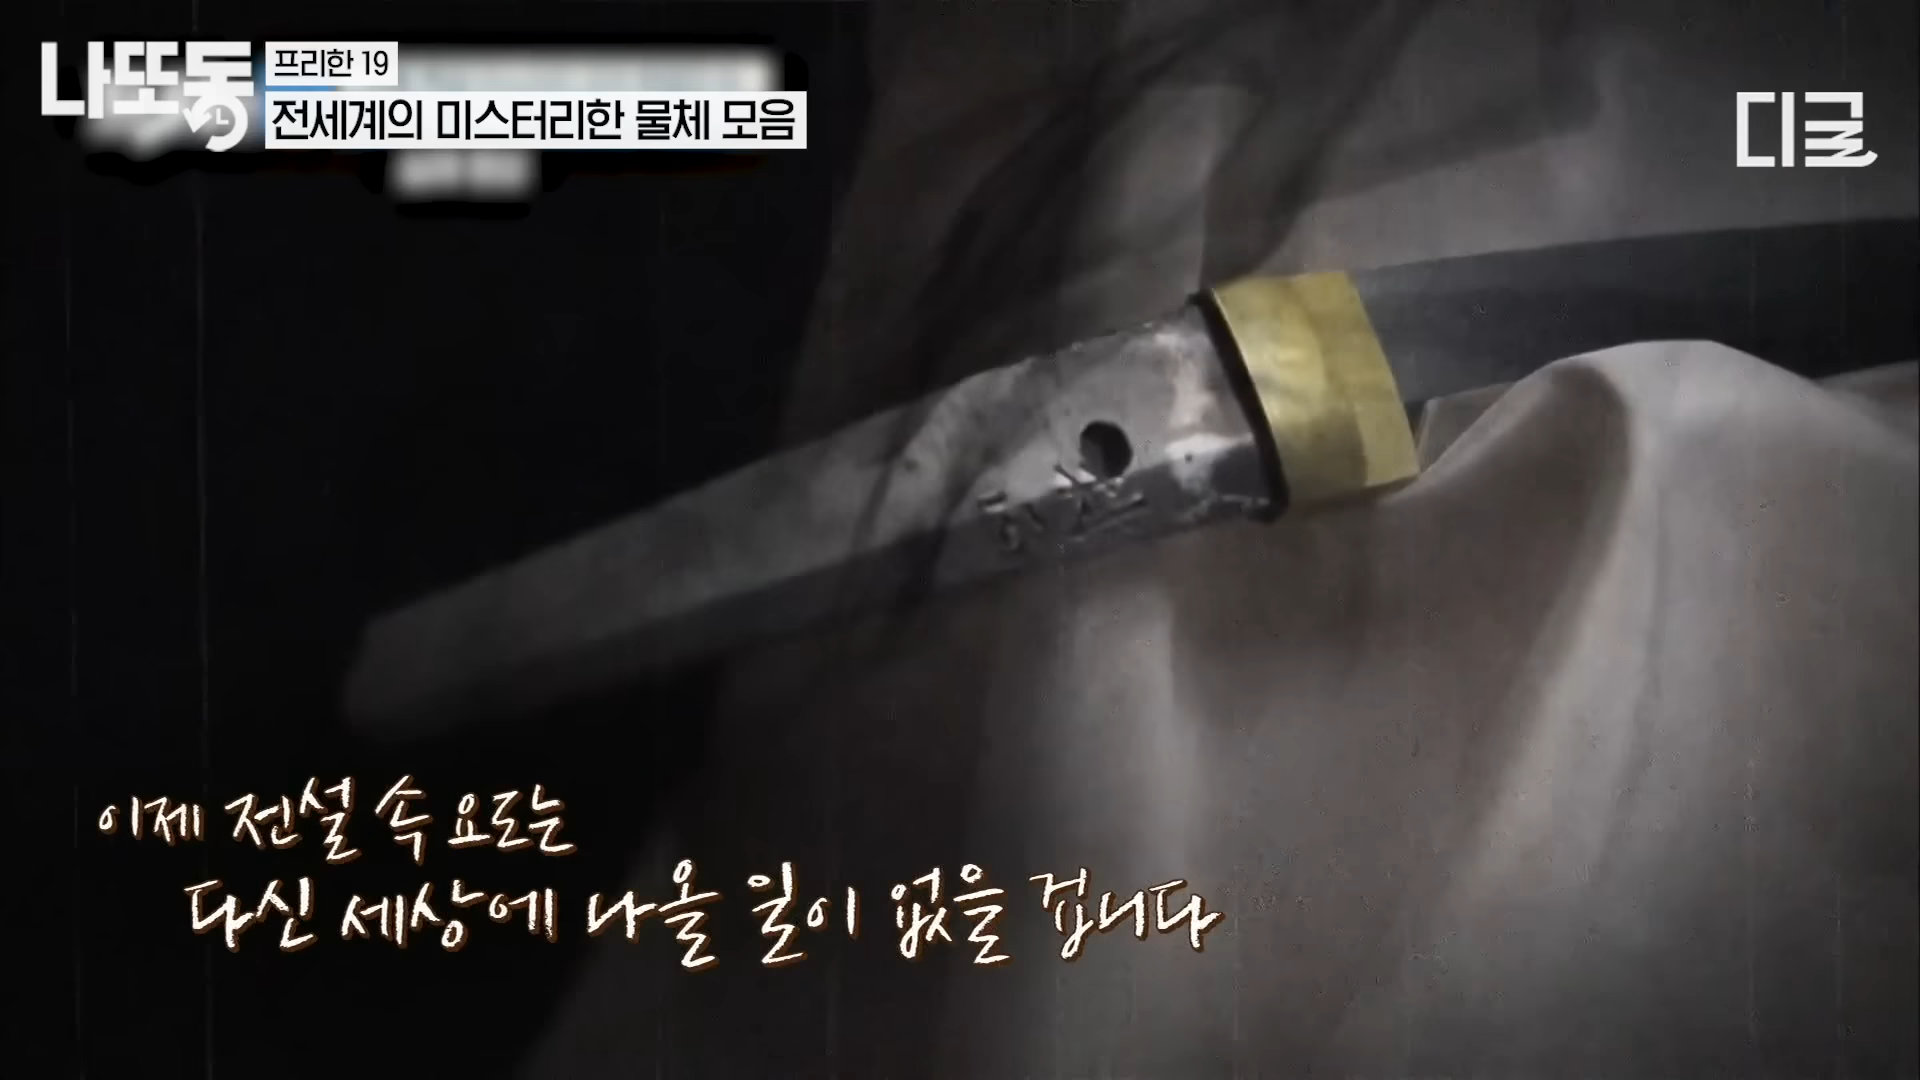 나또동
프리한 19
전세계의 미스터리한 물체 모음
디글
이제 전설 속 요도는
다신 세상에 나올 일이 없을 겁니다